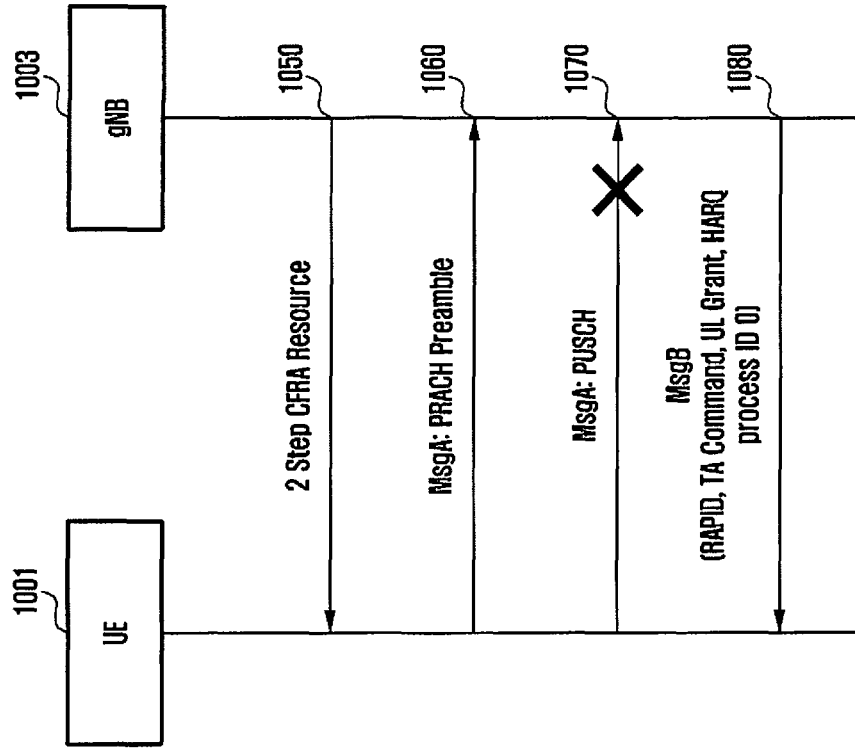 1001
UE
1003
gNB
2 Step CFRA Resource
1050
MsgA: PRACH Preamble
1060
MsgA: PUSCH
1070
MsgB
(RAPID, TA Command, UL Grant, HARQ
process ID 0)
1080